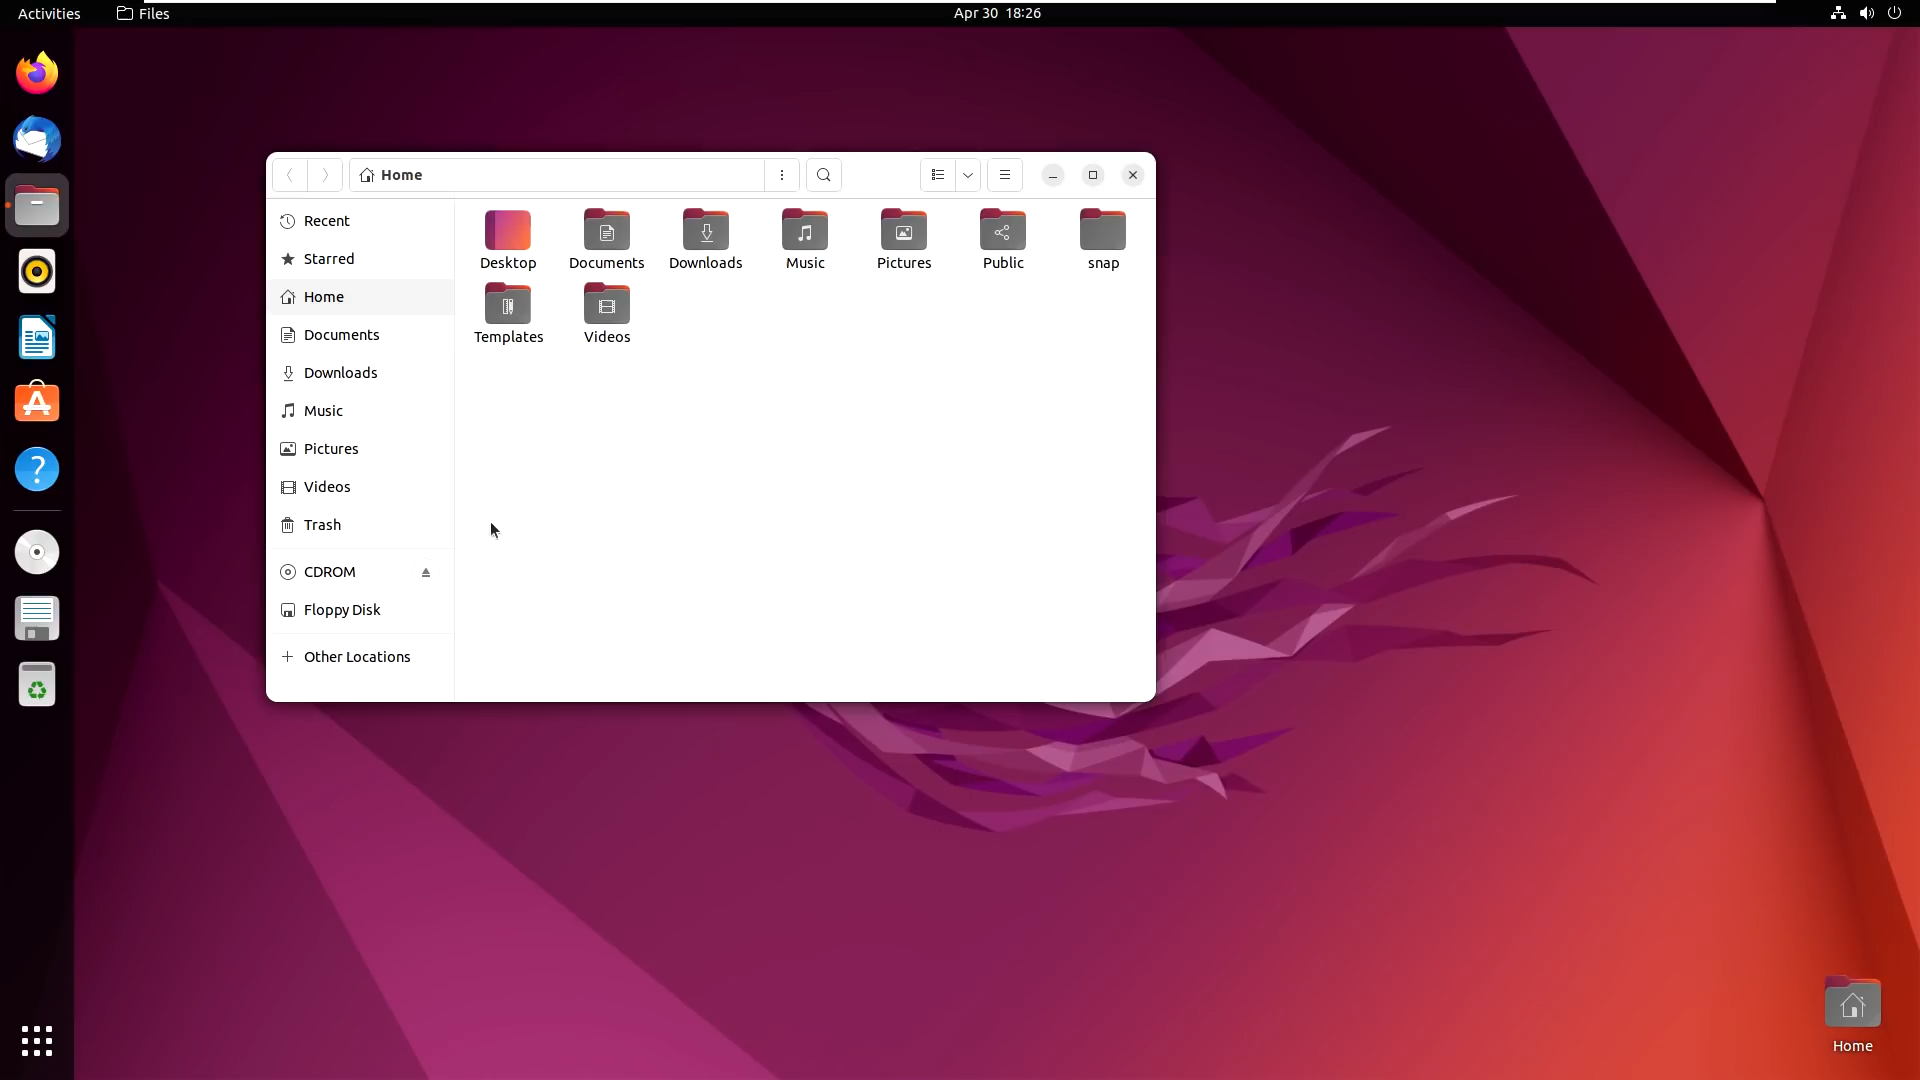 Activities Files Apr 30 18:26
Home
Recent
Starred
Home
Documents
Downloads
Music
Pictures
Videos
Trash
CDROM
Floppy Disk
Other Locations
Desktop Documents Downloads Music Pictures Public snap
Templates Videos
Home